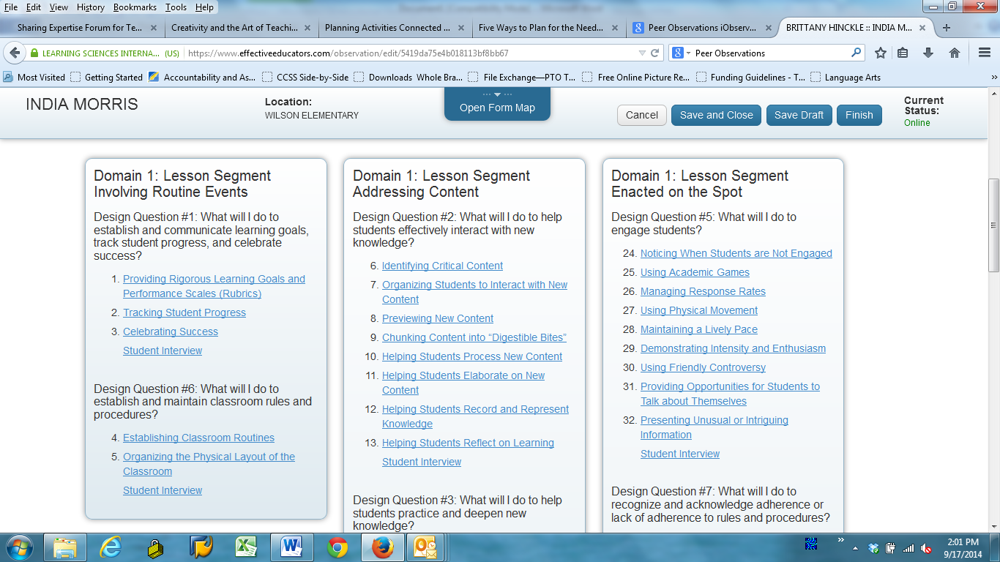 File Edit View History Bookmarks Tools Help
Sharing Expertise Forum for Te...
Creativity and the Art of Teachi...
Planning Activities Connected ...
Five Ways to Plan for the Need...
Peer Observations iObserv...
BRITTANY HINCKLE :: INDIA M...
LEARNING SCIENCES INTERNA... (US)
https://www.effectiveeducators.com/observation/edit/5419da75e4b018113bf8bb67
Peer Observations
Most Visited Getting Started Accountability and As... CCSS Side-by-Side Downloads Whole Bra... File Exchange—PTO T... Free Online Picture Re... Funding Guidelines - T... Language Arts
INDIA MORRIS
Location:
WILSON ELEMENTARY
Open Form Map
Cancel
Save and Close
Save Draft
Finish
Current
Status:
Online
Domain 1: Lesson Segment
Involving Routine Events
Design Question #1: What will I do to
establish and communicate learning goals,
track student progress, and celebrate
success?
1. Providing Rigorous Learning Goals and
Performance Scales (Rubrics)
2. Tracking Student Progress
3. Celebrating Success
Student Interview
Design Question #6: What will I do to
establish and maintain classroom rules and
procedures?
4. Establishing Classroom Routines
5. Organizing the Physical Layout of the
Classroom
Student Interview
Domain 1: Lesson Segment
Addressing Content
Design Question #2: What will I do to help
students effectively interact with new
knowledge?
6. Identifying Critical Content
7. Organizing Students to Interact with New
Content
8. Previewing New Content
9. Chunking Content into “Digestible Bites”
10. Helping Students Process New Content
11. Helping Students Elaborate on New
Content
12. Helping Students Record and Represent
Knowledge
13. Helping Students Reflect on Learning
Student Interview
Design Question #3: What will I do to help
students practice and deepen new
knowledge?
Domain 1: Lesson Segment
Enacted on the Spot
Design Question #5: What will I do to
engage students?
24. Noticing When Students are Not Engaged
25. Using Academic Games
26. Managing Response Rates
27. Using Physical Movement
28. Maintaining a Lively Pace
29. Demonstrating Intensity and Enthusiasm
30. Using Friendly Controversy
31. Providing Opportunities for Students to
Talk about Themselves
32. Presenting Unusual or Intriguing
Information
Student Interview
Design Question #7: What will I do to
recognize and acknowledge adherence or
lack of adherence to rules and procedures?
2:01 PM
9/17/2014